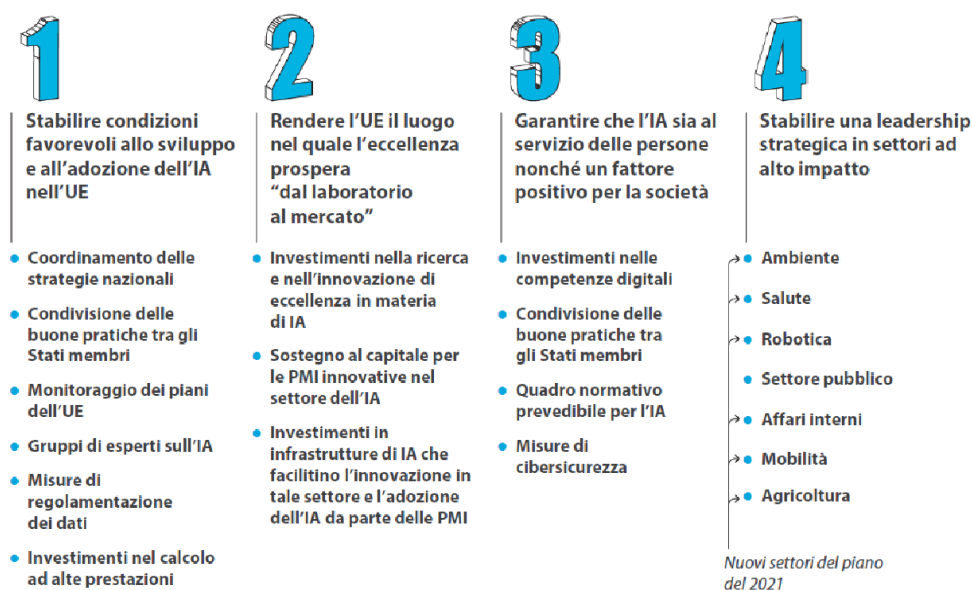 1
Stabilire condizioni
favorevoli allo sviluppo
e all’adozione dell’IA
nell’UE
Coordinamento delle
strategie nazionali
Condivisione delle
buone pratiche tra gli
Stati membri
Monitoraggio dei piani
dell’UE
Gruppi di esperti sull’IA
Misure di
regolamentazione
dei dati
Investimenti nel calcolo
ad alte prestazioni
2
Rendere l’UE il luogo
nel quale l’eccellenza
prospera
“dal laboratorio
al mercato”
Investimenti nella ricerca
e nell’innovazione di
eccellenza in materia
di IA
Sostegno al capitale per
le PMI innovative nel
settore dell’IA
Investimenti in
infrastrutture di IA che
facilitino l’innovazione in
tale settore e l’adozione
dell’IA da parte delle PMI
3
Garantire che l’IA sia al
servizio delle persone
nonché un fattore
positivo per la società
Investimenti nelle
competenze digitali
Condivisione delle
buone pratiche tra
gli Stati membri
Quadro normativo
prevedibile per l’IA
Misure di
cibersicurezza
4
Stabilire una leadership
strategica in settori ad
alto impatto
Ambiente
Salute
Robotica
Settore pubblico
Affari interni
Mobilità
Agricoltura
Nuovi settori del piano
del 2021